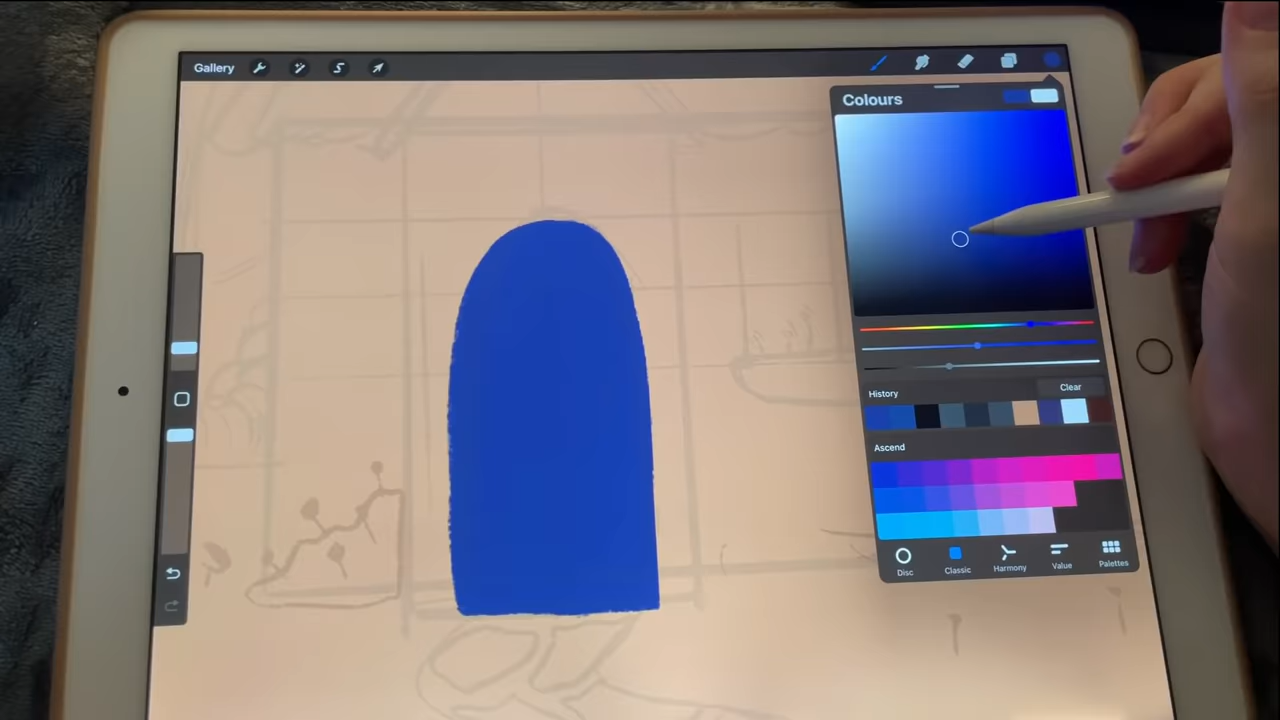 Gallery
Colours
History
Clear
Ascend
Disc
Classic
Harmony
Value
Palettes